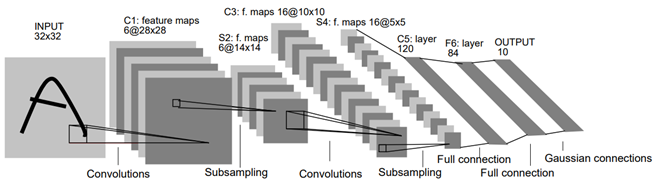 INPUT
32x32
C1: feature maps
6@28x28
S2: f. maps
6@14x14
C3: f. maps 16@10x10
S4: f. maps 16@5x5
C5: layer
120
F6: layer
84
OUTPUT
10
A
Convolutions
Subsampling
Convolutions
Subsampling
Full connection
Full connection
Gaussian connections